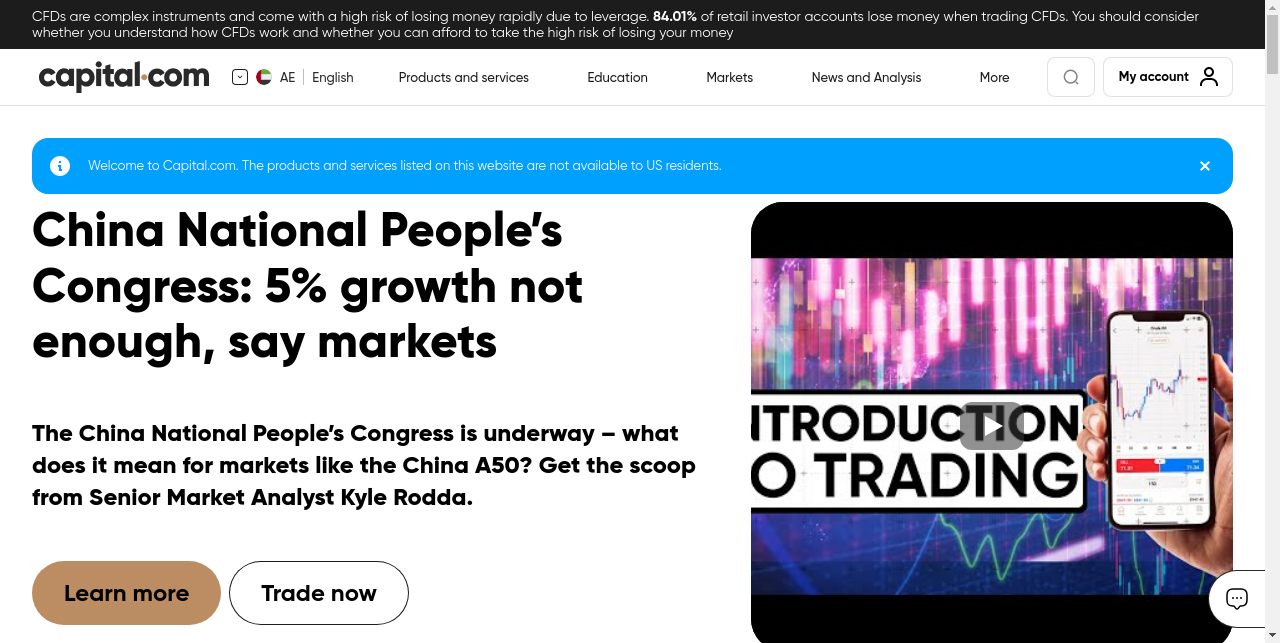 CFDs are complex instruments and come with a high risk of losing money rapidly due to leverage. 84.01% of retail investor accounts lose money when trading CFDs. You should consider
whether you understand how CFDs work and whether you can afford to take the high risk of losing your money
capital.com
AE
English
Products and services
Education
Markets
News and Analysis
More
My account
Welcome to Capital.com. The products and services listed on this website are not available to US residents.
China National People's
Congress: 5% growth not
enough, say markets
The China National People's Congress is underway – what
does it mean for markets like the China A50? Get the scoop
from Senior Market Analyst Kyle Rodda.
Learn more
Trade now
NTRODUCTION
O TRADING